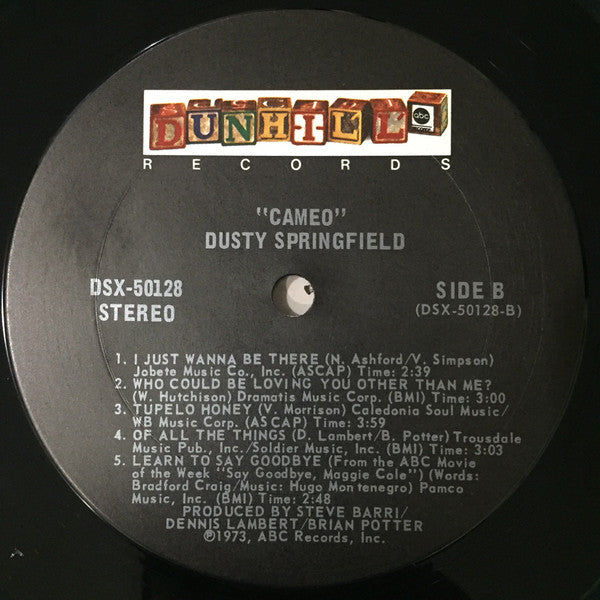 DUNHILL
abc
RECORDS
"CAMEO"
DUSTY SPRINGFIELD
DSX-50128
STEREO
SIDE B
(DSX-50128-B)
1. I JUST WANNA BE THERE (N. Ashford/V. Simpson)
Jobete Music Co., Inc. (ASCAP) Time: 2:39
2. WHO COULD BE LOVING YOU OTHER THAN ME?
(W. Hutchison) Dramatis Music Corp. (BMI) Time: 3:00
3. TUPELO HONEY (V. Morrison) Caledonia Soul Music/
WB Music Corp. (ASCAP) Time: 3:59
4. OF ALL THE THINGS (D. Lambert/B. Potter) Trousdale
Music Pub., Inc./Soldier Music, Inc. (BMI) Time: 3:03
5. LEARN TO SAY GOODBYE (From the ABC Movie
of the Week "Say Goodbye, Maggie Cole") (Words:
Bradford Craig/Music: Hugo Montenegro) Pamco
Music, Inc. (BMI) Time: 2:48
PRODUCED BY STEVE BARRI/
DENNIS LAMBERT/BRIAN POTTER
℗1973, ABC Records, Inc.